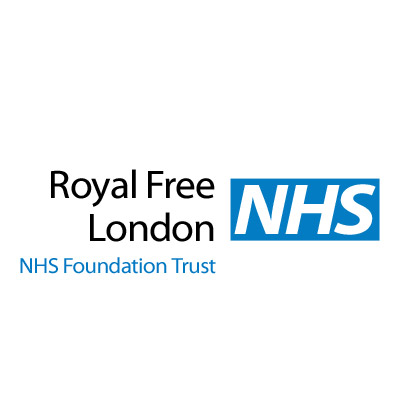 Royal Free
London
NHS Foundation Trust
NHS